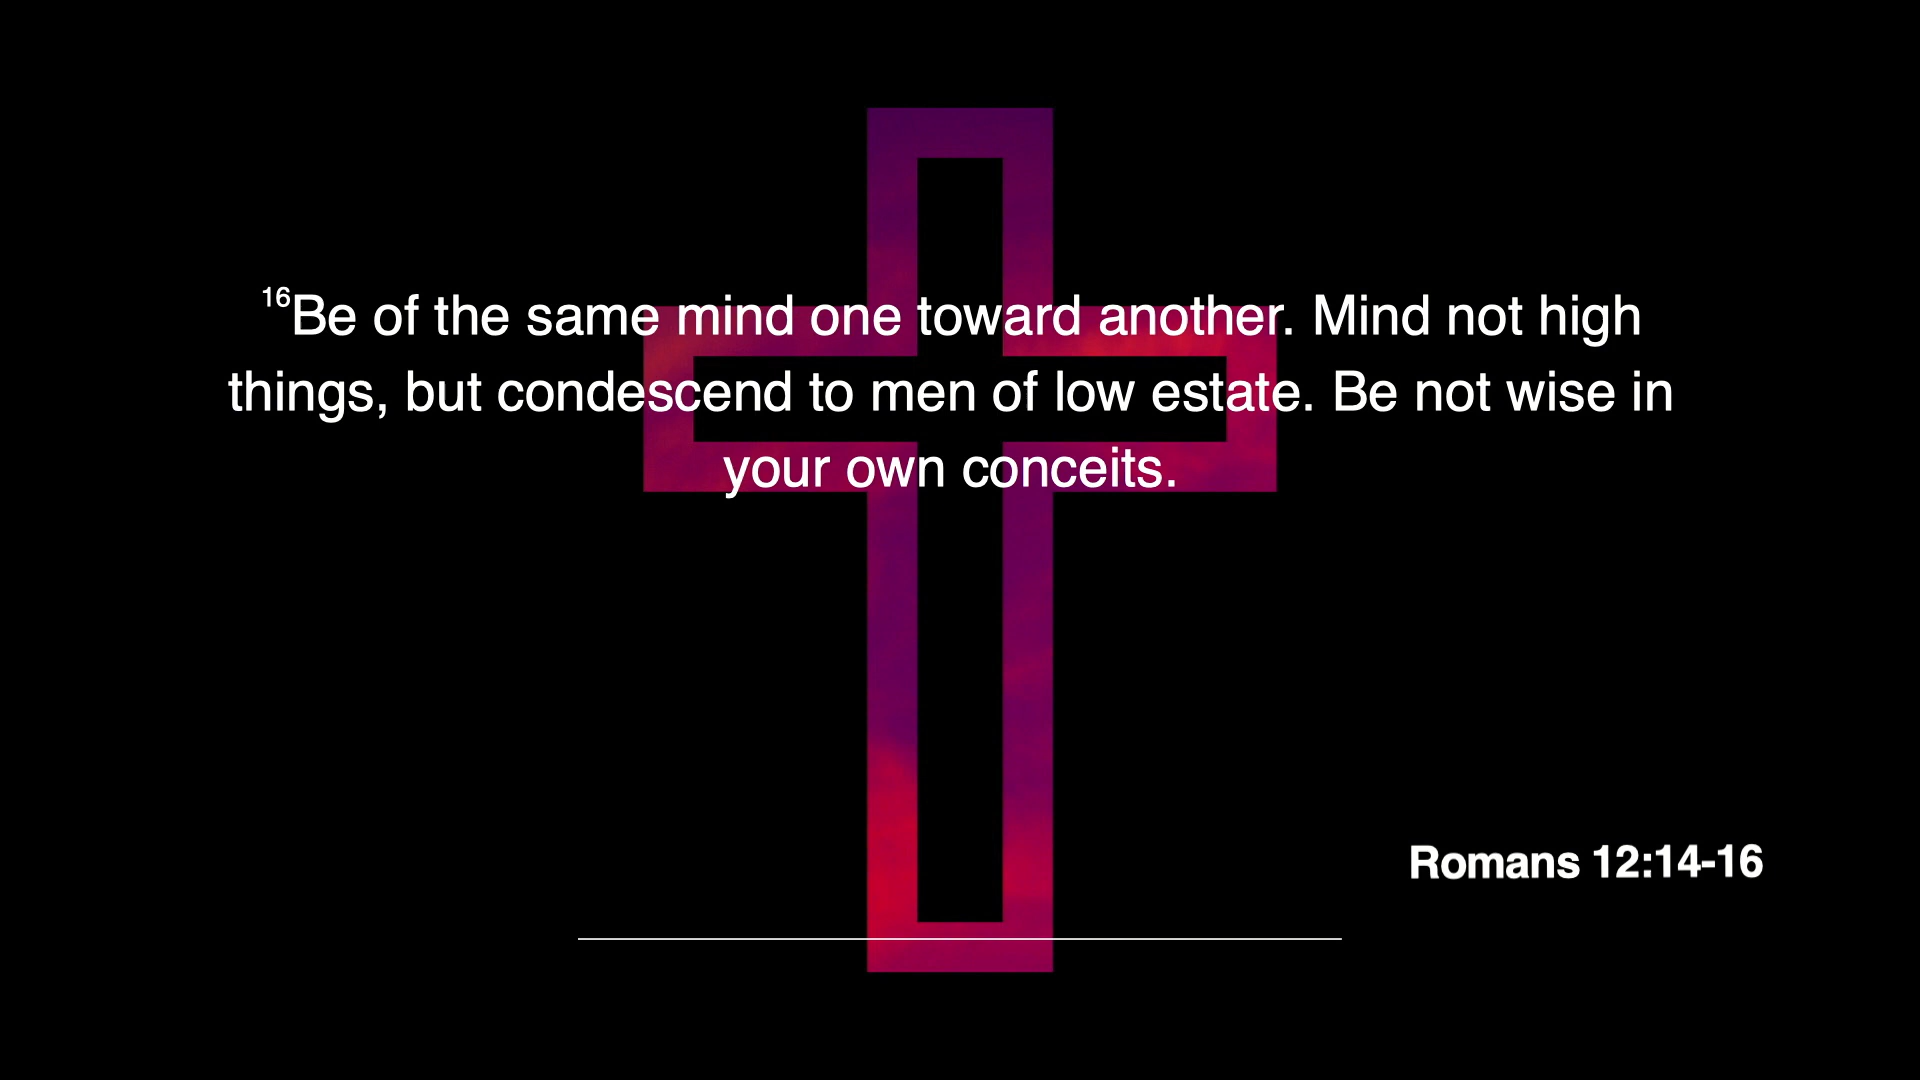 16Be of the same mind one toward another. Mind not high
things, but condescend to men of low estate. Be not wise in
your own conceits.
Romans 12:14-16